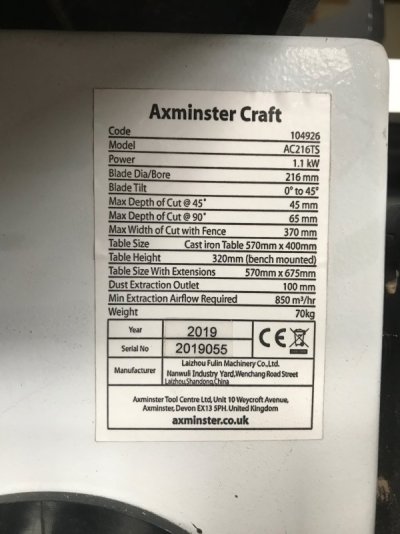 Axminster Craft
Code 104926
Model AC216TS
Power 1.1 kW
Blade Dia/Bore 216 mm
Blade Tilt 0° to 45°
Max Depth of Cut @ 45° 45 mm
Max Depth of Cut @ 90° 65 mm
Max Width of Cut with Fence 370 mm
Table Size Cast iron Table 570mm x 400mm
Table Height 320mm (bench mounted)
Table Size With Extensions 570mm x 675mm
Dust Extraction Outlet 100 mm
Min Extraction Airflow Required 850 m³/hr
Weight 70kg
Year 2019
CE
Serial No 2019055
Manufacturer Laizhou Fulin Machinery Co.,Ltd.
Nanwuli Industry Yard,Wenchang Road Street
Laizhou,Shandong,China
Axminster Tool Centre Ltd, Unit 10 Weycroft Avenue,
Axminster, Devon EX13 5PH. United Kingdom
axminster.co.uk